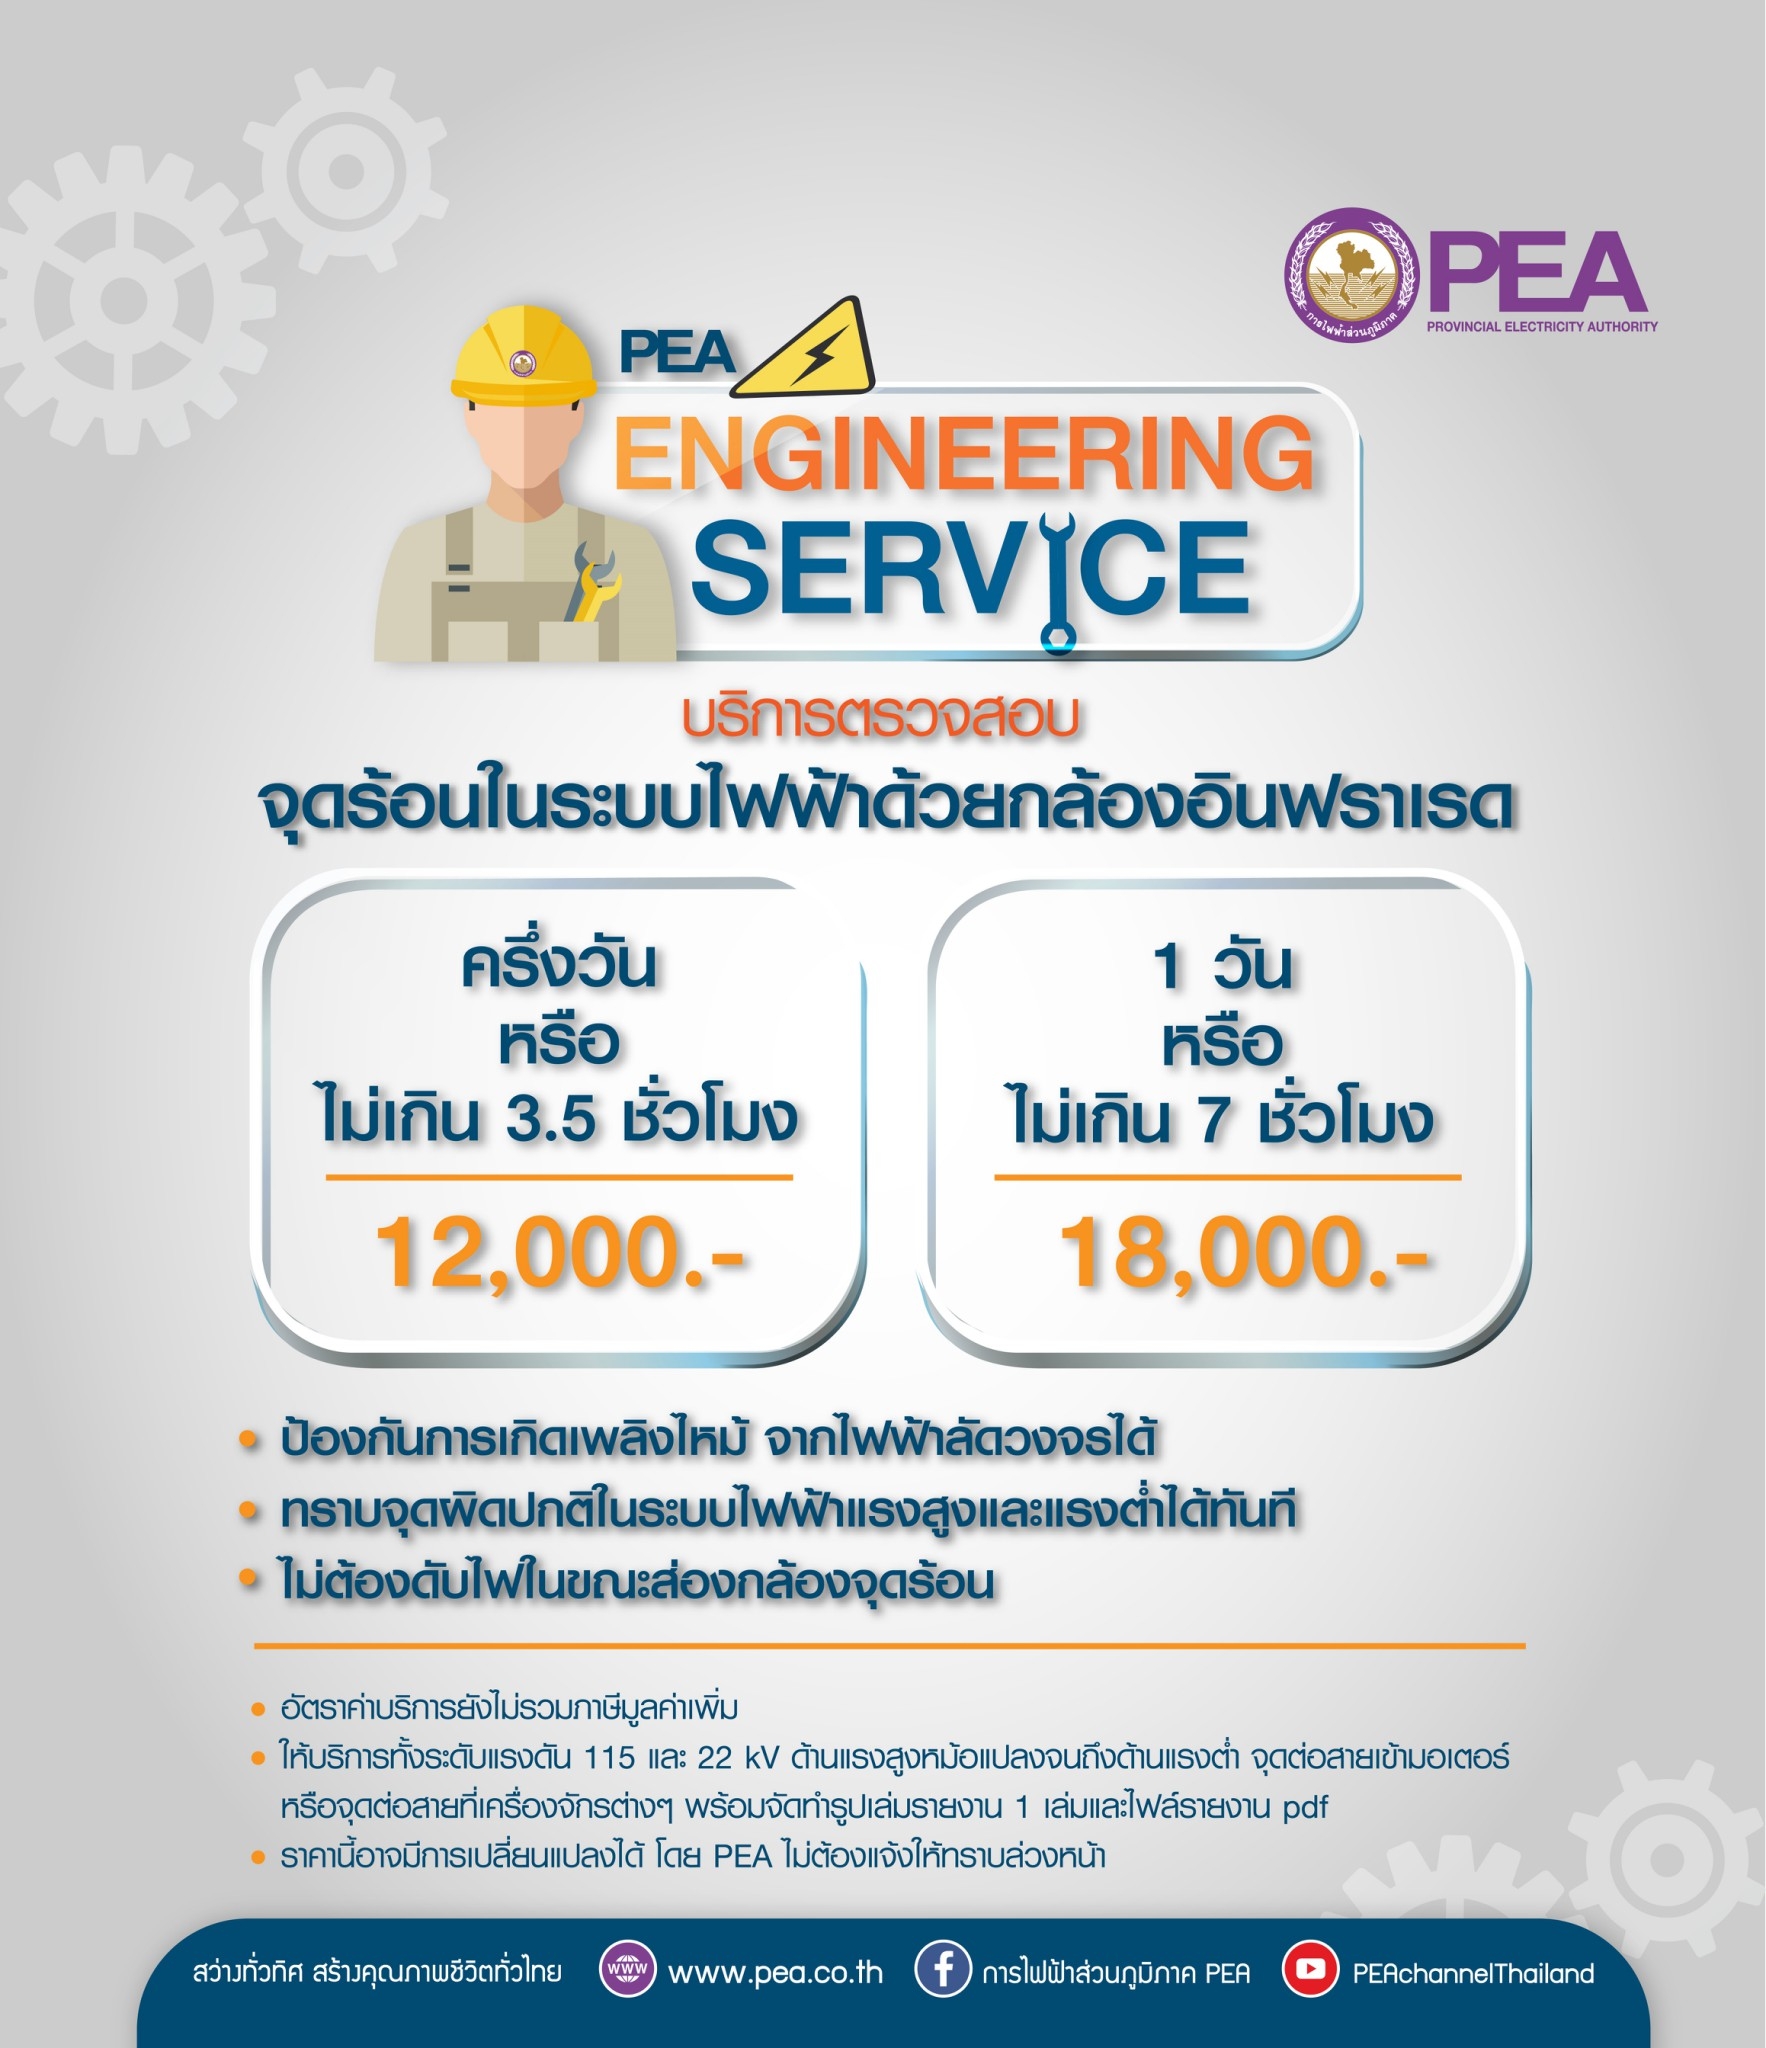 การไฟฟ้าส่วนภูมิภาค
PEA
PROVINCIAL ELECTRICITY AUTHORITY
PEA
ENGINEERING
SERVICE
บริการตรวจสอบ
จุดร้อนในระบบไฟฟ้าด้วยกล้องอินฟราเรด
ครึ่งวัน
หรือ
ไม่เกิน 3.5 ชั่วโมง
12,000.-
1 วัน
หรือ
ไม่เกิน 7 ชั่วโมง
18,000.-
• ป้องกันการเกิดเพลิงไหม้ จากไฟฟ้าลัดวงจรได้
• ทราบจุดผิดปกติในระบบไฟฟ้าแรงสูงและแรงต่ำได้ทันที
• ไม่ต้องดับไฟในขณะส่องกล้องจุดร้อน
• อัตราค่าบริการยังไม่รวมภาษีมูลค่าเพิ่ม
• ให้บริการทั้งระดับแรงดัน 115 และ 22 kV ด้านแรงสูงหม้อแปลงจนถึงด้านแรงต่ำ จุดต่อสายเข้ามอเตอร์
หรือจุดต่อสายที่เครื่องจักรต่างๆ พร้อมจัดทำรูปเล่มรายงาน 1 เล่มและไฟล์รายงาน pdf
• ราคานี้อาจมีการเปลี่ยนแปลงได้ โดย PEA ไม่ต้องแจ้งให้ทราบล่วงหน้า
สว่างทั่วทิศ สร้างคุณภาพชีวิตทั่วไทย
www
www.pea.co.th
การไฟฟ้าส่วนภูมิภาค PEA
PEAchannelThailand